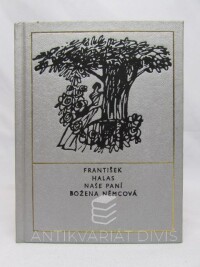 FRANTIŠEK
HALAS
NAŠE PANÍ
BOŽENA NĚMCOVÁ
ANTIKVARIÁT DIVIŠ